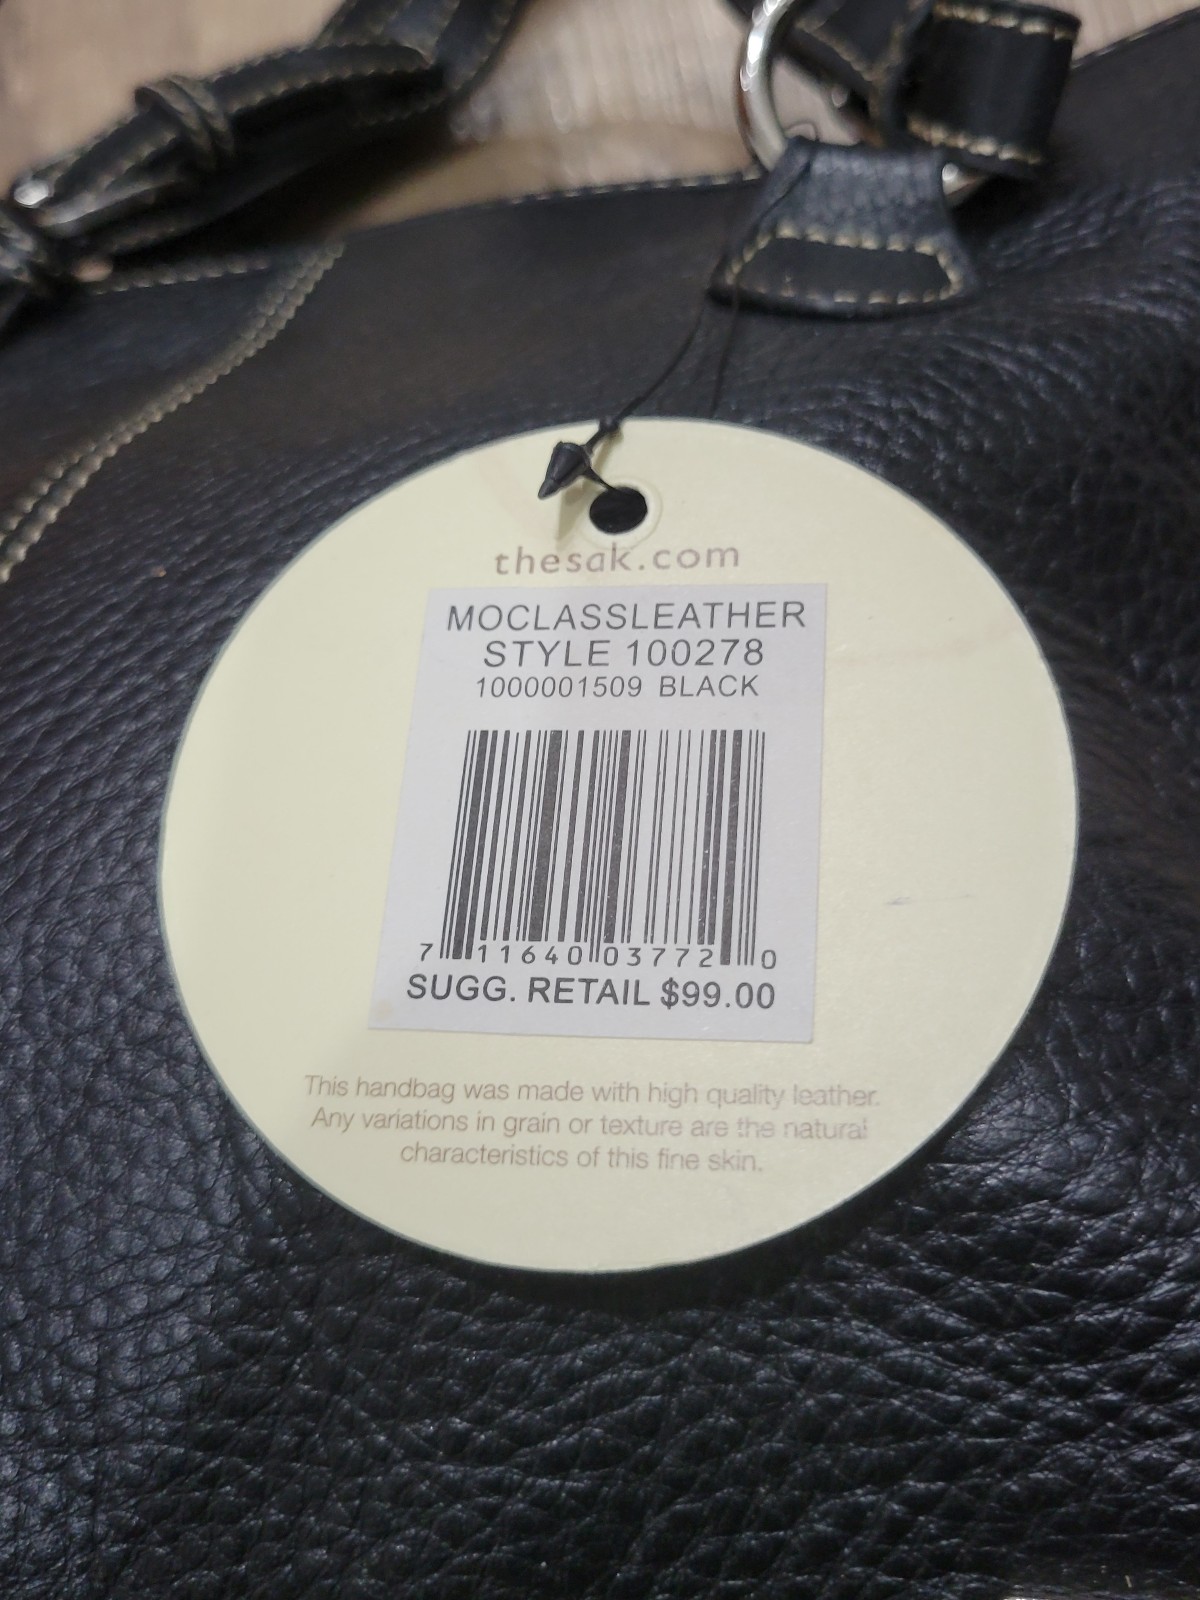 thesak.com
MOCLASSLEATHER
STYLE 100278
1000001509 BLACK
7 11640 03772 0
SUGG. RETAIL $99.00
This handbag was made with high quality leather.
Any variations in grain or texture are the natural
characteristics of this fine skin.